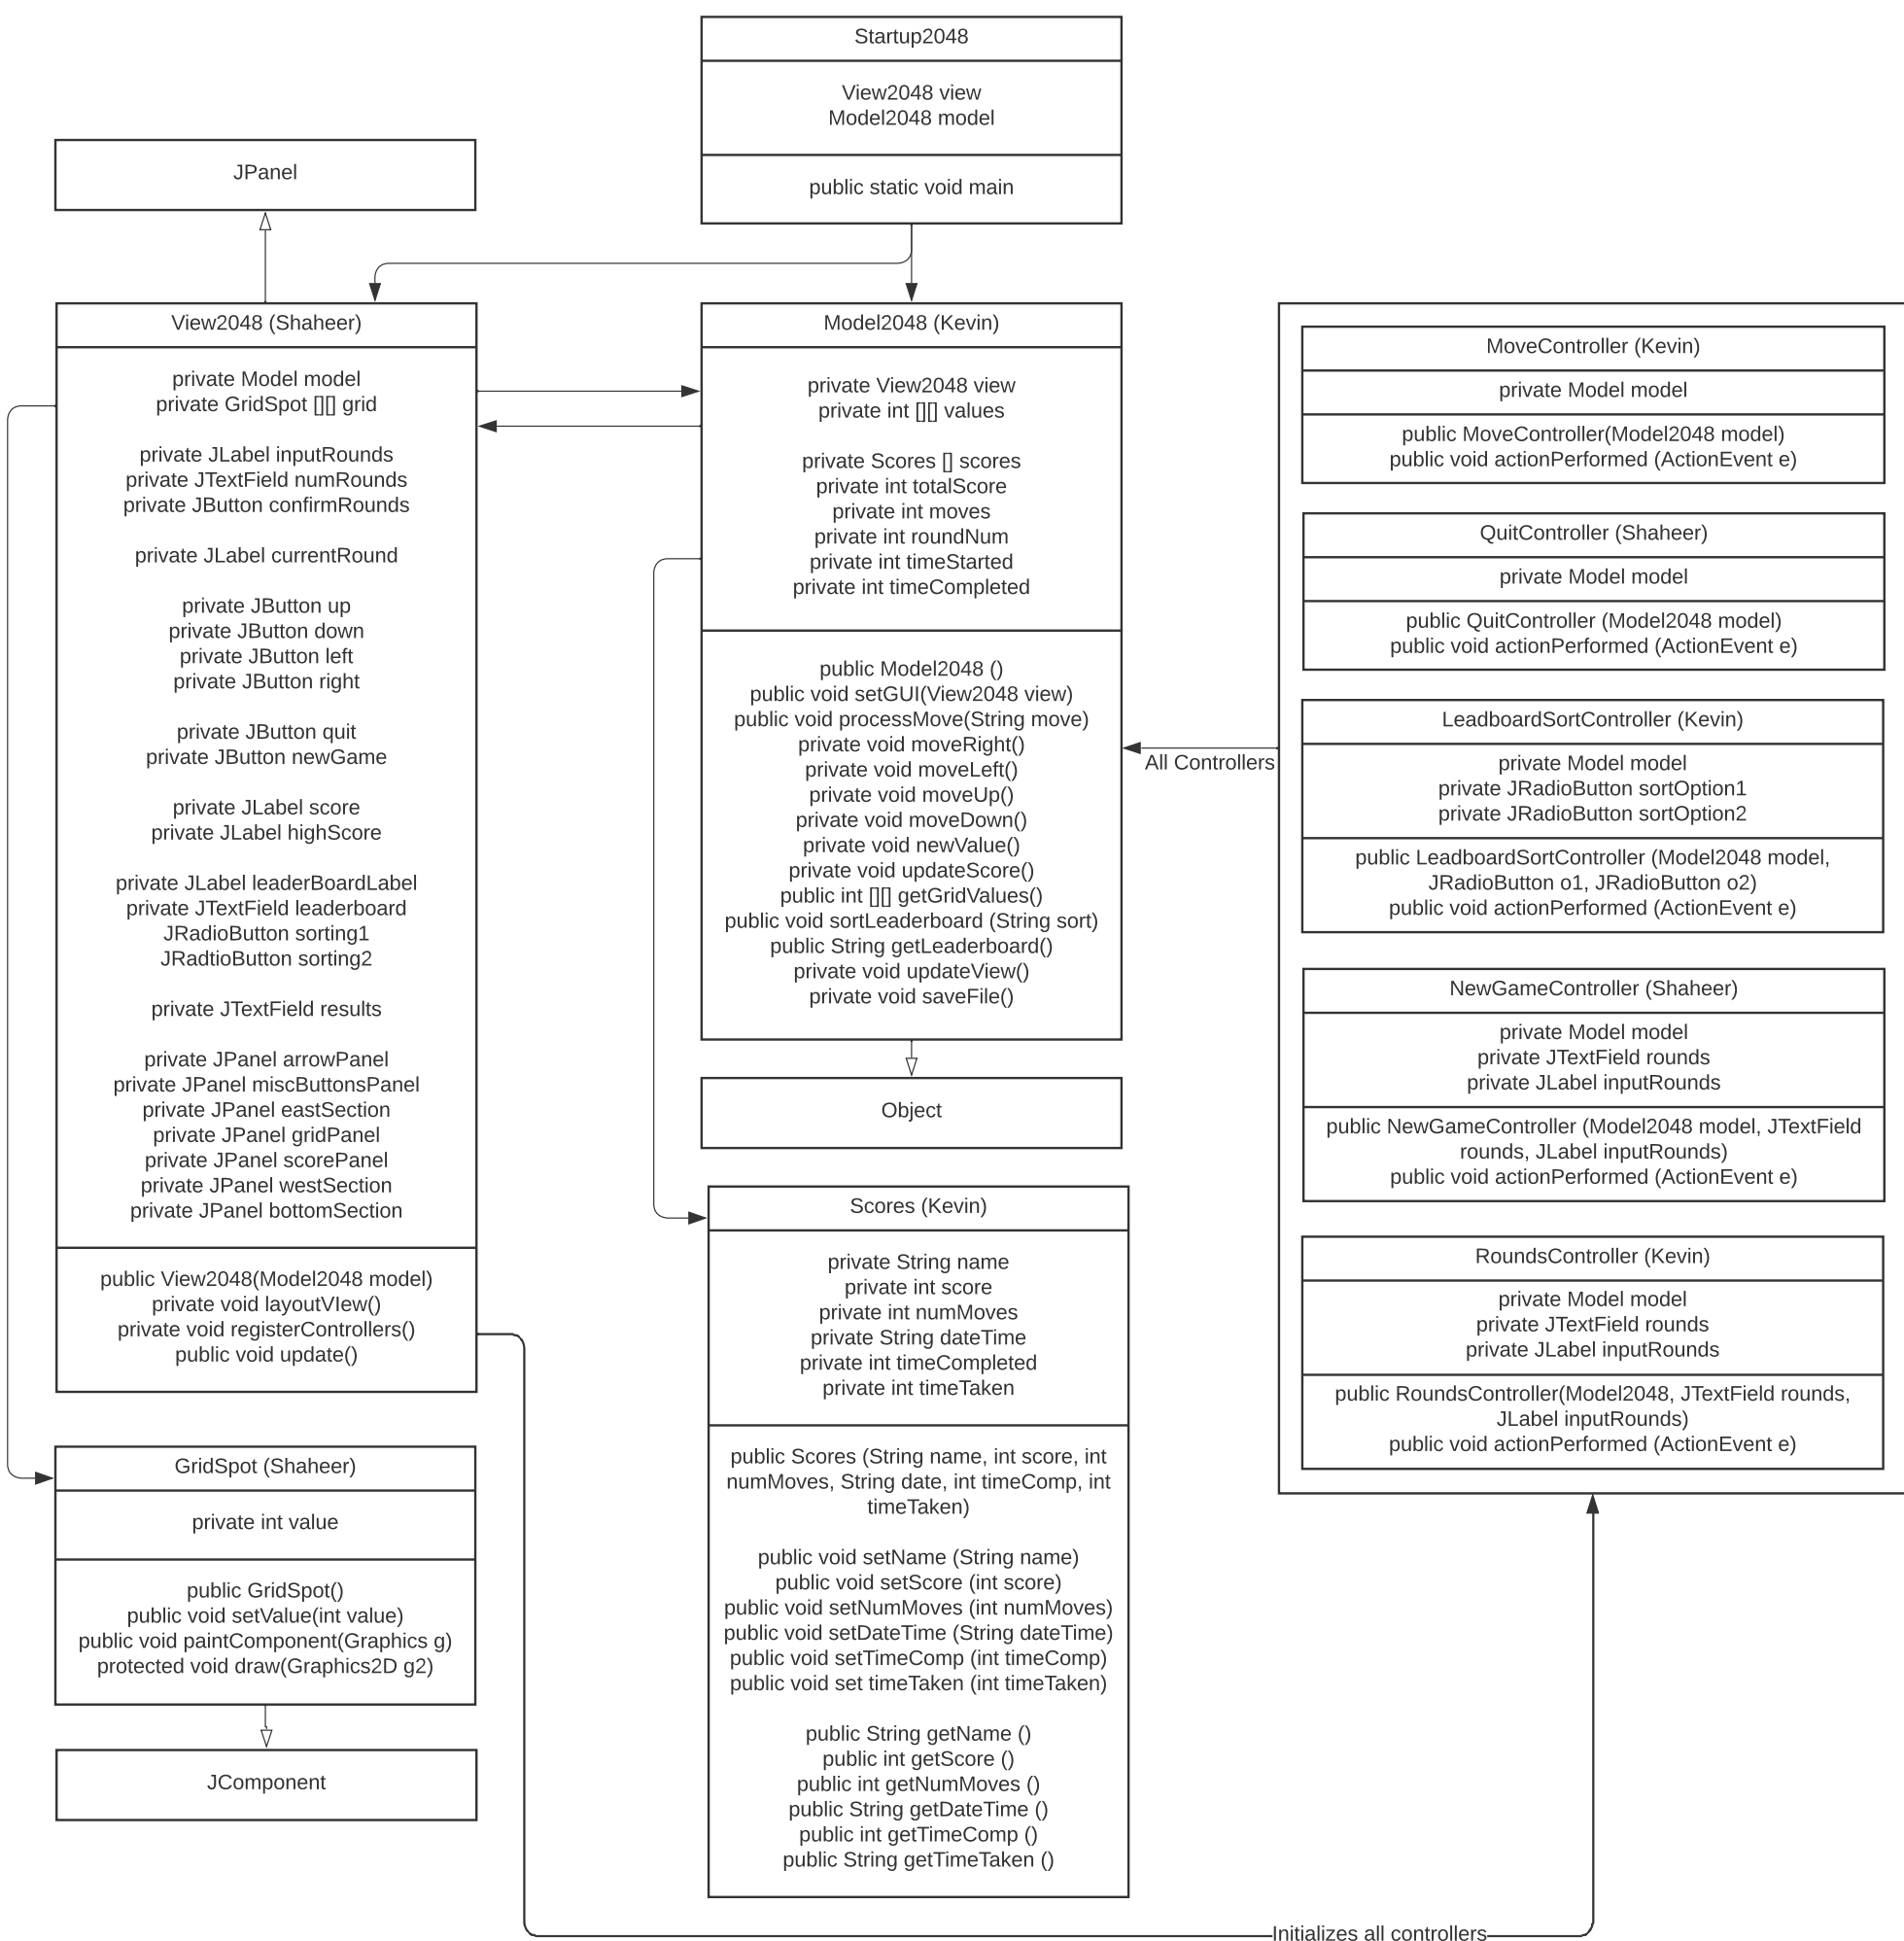 Startup2048
View2048 view
Model2048 model
public static void main
JPanel
View2048 (Shaheer)
private Model model
private GridSpot [][] grid
private JLabel inputRounds
private JTextField numRounds
private JButton confirmRounds
private JLabel currentRound
private JButton up
private JButton down
private JButton left
private JButton right
private JButton quit
private JButton newGame
private JLabel score
private JLabel highScore
private JLabel leaderBoardLabel
private JTextField leaderboard
JRadioButton sorting1
JRadtioButton sorting2
private JTextField results
private JPanel arrowPanel
private JPanel miscButtonsPanel
private JPanel eastSection
private JPanel gridPanel
private JPanel scorePanel
private JPanel westSection
private JPanel bottomSection
public View2048(Model2048 model)
private void layoutVIew()
private void registerControllers()
public void update()
GridSpot (Shaheer)
private int value
public GridSpot()
public void setValue(int value)
public void paintComponent(Graphics g)
protected void draw(Graphics2D g2)
JComponent
Model2048 (Kevin)
private View2048 view
private int [][] values
private Scores [] scores
private int totalScore
private int moves
private int roundNum
private int timeStarted
private int timeCompleted
public Model2048 ()
public void setGUI(View2048 view)
public void processMove(String move)
private void moveRight()
private void moveLeft()
private void moveUp()
private void moveDown()
private void newValue()
private void updateScore()
public int [][] getGridValues()
public void sortLeaderboard (String sort)
public String getLeaderboard()
private void updateView()
private void saveFile()
Object
Scores (Kevin)
private String name
private int score
private int numMoves
private String dateTime
private int timeCompleted
private int timeTaken
public Scores (String name, int score, int
numMoves, String date, int timeComp, int
timeTaken)
public void setName (String name)
public void setScore (int score)
public void setNumMoves (int numMoves)
public void setDateTime (String dateTime)
public void setTimeComp (int timeComp)
public void set timeTaken (int timeTaken)
public String getName ()
public int getScore ()
public int getNumMoves ()
public String getDateTime ()
public int getTimeComp ()
public String getTimeTaken ()
All Controllers
MoveController (Kevin)
private Model model
public MoveController(Model2048 model)
public void actionPerformed (ActionEvent e)
QuitController (Shaheer)
private Model model
public QuitController (Model2048 model)
public void actionPerformed (ActionEvent e)
LeadboardSortController (Kevin)
private Model model
private JRadioButton sortOption1
private JRadioButton sortOption2
public LeadboardSortController (Model2048 model,
JRadioButton o1, JRadioButton o2)
public void actionPerformed (ActionEvent e)
NewGameController (Shaheer)
private Model model
private JTextField rounds
private JLabel inputRounds
public NewGameController (Model2048 model, JTextField
rounds, JLabel inputRounds)
public void actionPerformed (ActionEvent e)
RoundsController (Kevin)
private Model model
private JTextField rounds
private JLabel inputRounds
public RoundsController(Model2048, JTextField rounds,
JLabel inputRounds)
public void actionPerformed (ActionEvent e)
Initializes all controllers